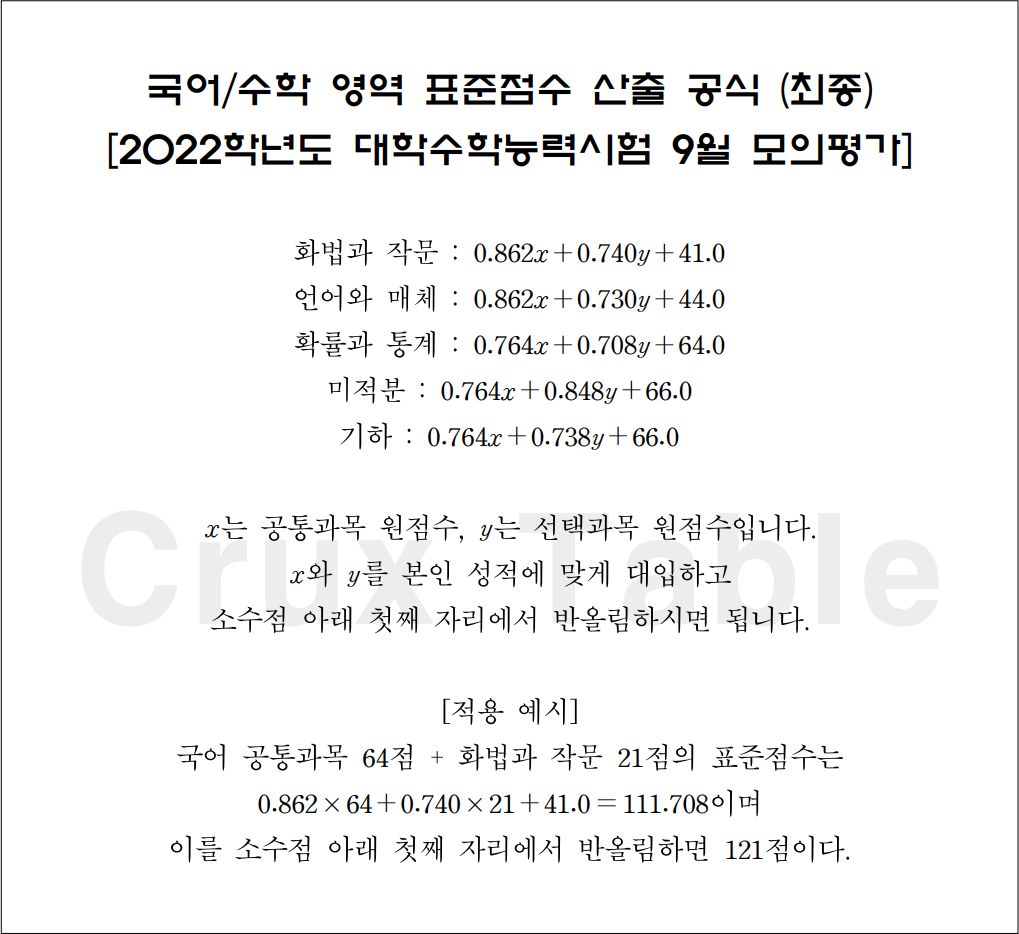 국어/수학 영역 표준점수 산출 공식 (최종)
[2022학년도 대학수학능력시험 9월 모의평가]
화법과 작문 : 0.862x+0.740y+41.0
언어와 매체 : 0.862x+0.730y+44.0
확률과 통계 : 0.764x+0.708y+64.0
미적분 : 0.764x+0.848y+66.0
기하 : 0.764x+0.738y+66.0
Crux Table
x는 공통과목 원점수, y는 선택과목 원점수입니다.
x와 y를 본인 성적에 맞게 대입하고
소수점 아래 첫째 자리에서 반올림하시면 됩니다.
[적용 예시]
국어 공통과목 64점 + 화법과 작문 21점의 표준점수는
0.862×64+0.740×21+41.0=111.708이며
이를 소수점 아래 첫째 자리에서 반올림하면 121점이다.